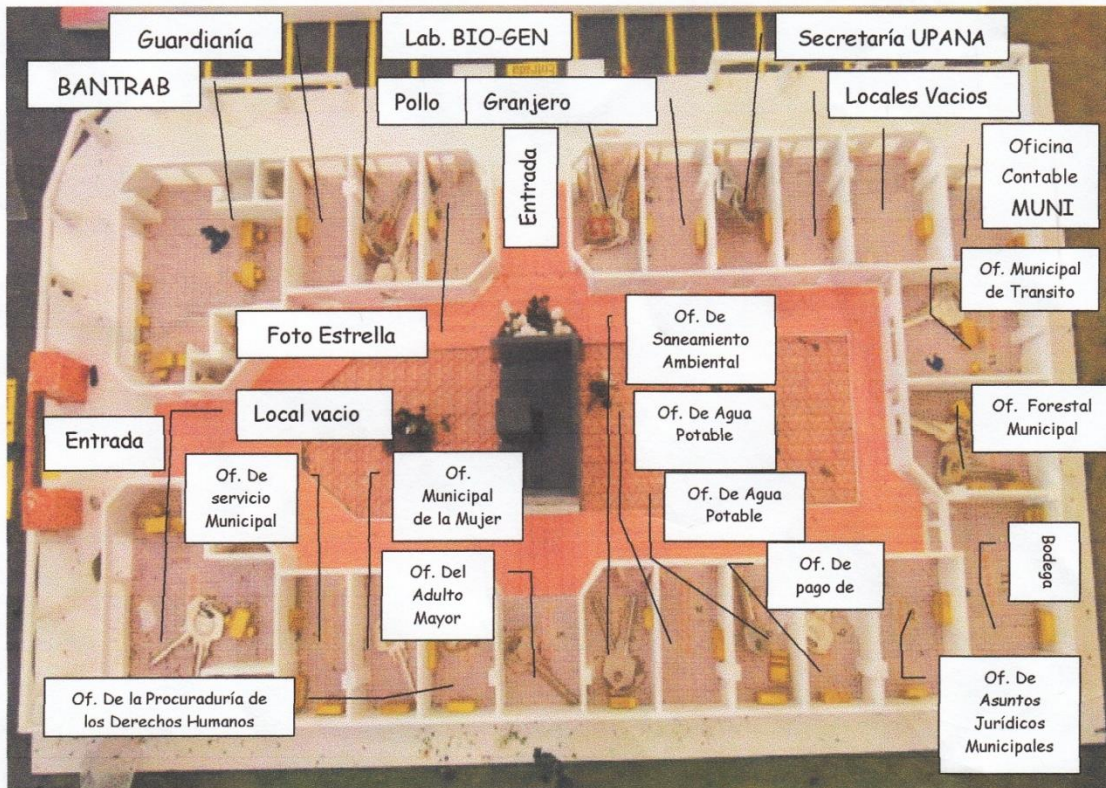 Guardianía
Lab. BIO-GEN
Secretaría UPANA
BANTRAB
Pollo Granjero
Locales Vacios
Entrada
Oficina
Contable
MUNI
Of. Municipal
de Transito
Foto Estrella
Of. De
Saneamiento
Ambiental
Local vacio
Entrada
Of. De Agua
Potable
Of. Forestal
Municipal
Of. De
servicio
Municipal
Of.
Municipal
de la Mujer
Of. De Agua
Potable
Bodega
Of. Del
Adulto
Mayor
Of. De
pago de
Of. De la Procuraduría de
los Derechos Humanos
Of. De
Asuntos
Jurídicos
Municipales